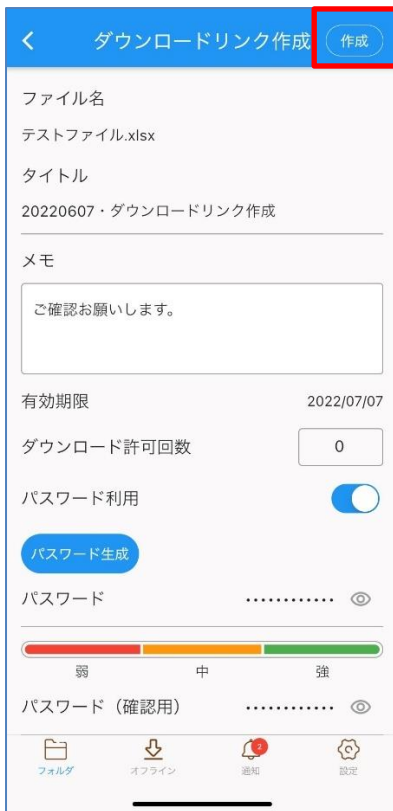 ダウンロードリンク作成 作成
ファイル名
テストファイル.xlsx
タイトル
20220607・ダウンロードリンク作成
メモ
ご確認お願いします。
有効期限 2022/07/07
ダウンロード許可回数 0
パスワード利用
パスワード生成
パスワード ••••••••••••
弱 中 強
パスワード（確認用） ••••••••••••
2
フォルダ オフライン 通知 設定